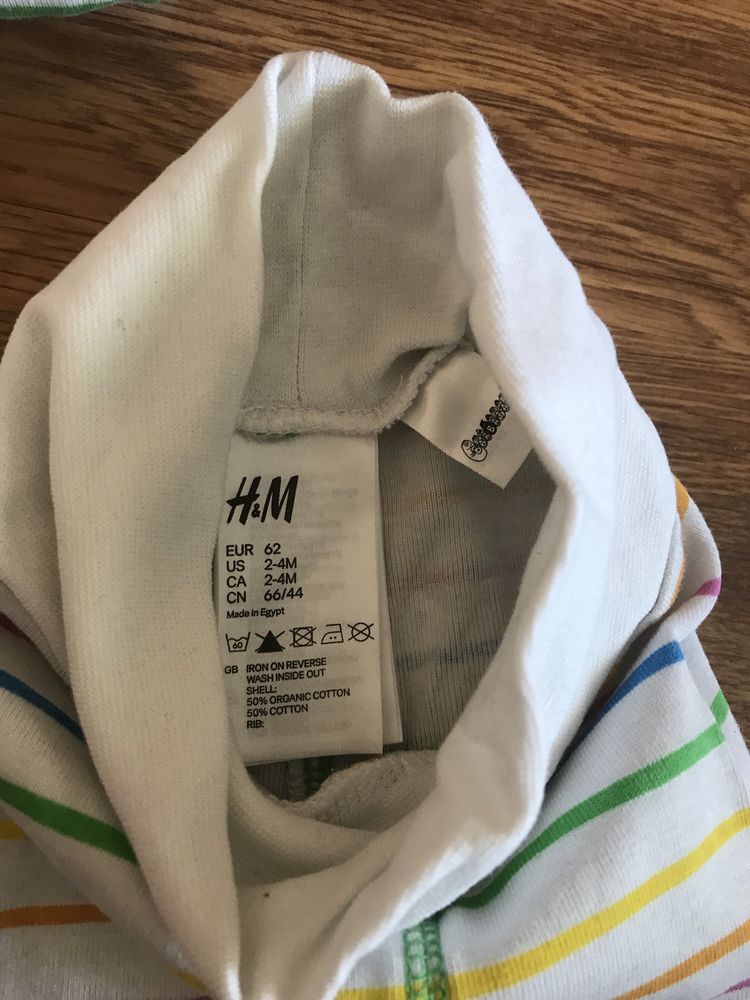 H&M
EUR 62
US 2-4M
CA 2-4M
CN 66/44
Made in Egypt
60
GB IRON ON REVERSE
WASH INSIDE OUT
SHELL:
50% ORGANIC COTTON
50% COTTON
RIB: